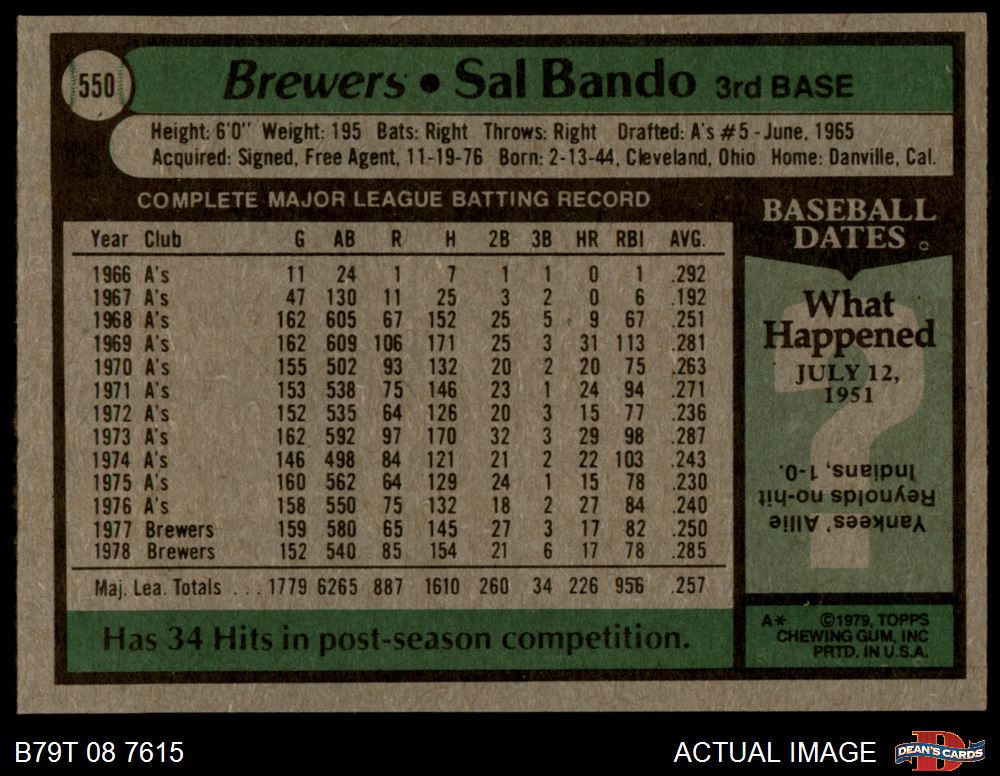 550
Brewers • Sal Bando 3rd BASE
Height: 6'0" Weight: 195 Bats: Right Throws: Right Drafted: A's #5 - June, 1965
Acquired: Signed, Free Agent, 11-19-76 Born: 2-13-44, Cleveland, Ohio Home: Danville, Cal.
COMPLETE MAJOR LEAGUE BATTING RECORD
Year Club G AB R H 2B 3B HR RBI AVG.
1966 A's 11 24 1 7 1 1 0 1 .292
1967 A's 47 130 11 25 3 2 0 6 .192
1968 A's 162 605 67 152 25 5 9 67 .251
1969 A's 162 609 106 171 25 3 31 113 .281
1970 A's 155 502 93 132 20 2 20 75 .263
1971 A's 153 538 75 146 23 1 24 94 .271
1972 A's 152 535 64 126 20 3 15 77 .236
1973 A's 162 592 97 170 32 3 29 98 .287
1974 A's 146 498 84 121 21 2 22 103 .243
1975 A's 160 562 64 129 24 1 15 78 .230
1976 A's 158 550 75 132 18 2 27 84 .240
1977 Brewers 159 580 65 145 27 3 17 82 .250
1978 Brewers 152 540 85 154 21 6 17 78 .285
Maj. Lea. Totals . . . 1779 6265 887 1610 260 34 226 956 .257
Has 34 Hits in post-season competition.
BASEBALL
DATES
?
What
Happened
JULY 12,
1951
Yankees' Allie
Reynolds no-hit
Indians, 1-0.
A* ©1979, TOPPS
CHEWING GUM, INC
PRTD. IN U.S.A.
B79T 08 7615
ACTUAL IMAGE
D
DEAN'S CARDS